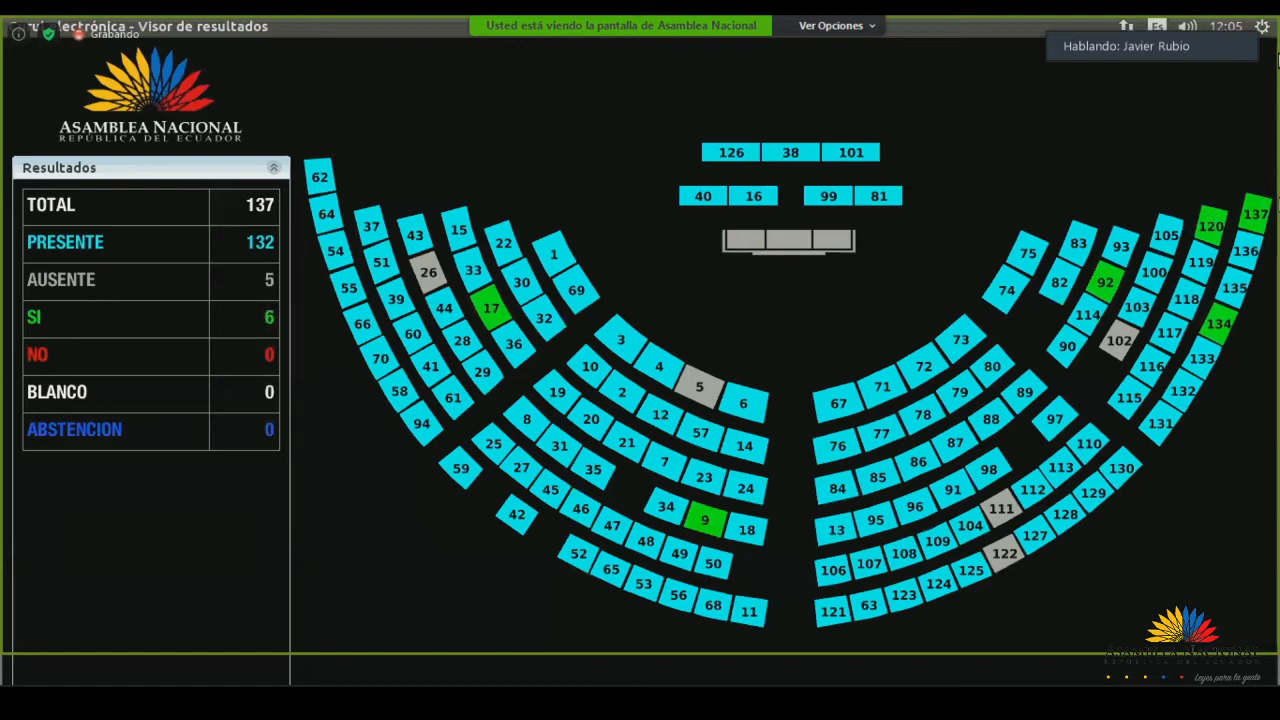 Curul electrónica - Visor de resultados
Usted está viendo la pantalla de Asamblea Nacional
Ver Opciones
Es
12:05
Grabando
Hablando: Javier Rubio
ASAMBLEA NACIONAL
REPÚBLICA DEL ECUADOR
Resultados
TOTAL 137
PRESENTE 132
AUSENTE 5
SI 6
NO 0
BLANCO 0
ABSTENCION 0
126 38 101
40 16 99 81
62 64 54 55 66 70 58 94
37 51 39 60 41 61
43 26 44 28 29
15 33 17 36
22 30 32
1 69
3 4 5 6
10 2 12 57 14
19 20 21 7 23 24
8 31 35 34 9 18
25 27 45 46 47 48 49 50
59 42 52 65 53 56 68 11
75 74
83 82
93 92 114 90
105 100 103 102
120 119 118 117 116 115
137 136 135 134 133 132 131
67 71 72 73
76 77 78 79 80
84 85 86 87 88 89
13 95 96 91 98 97
106 107 108 109 104 111 112 113 110
121 63 123 124 125 122 127 128 129 130
ASAMBLEA NACIONAL
REPÚBLICA DEL ECUADOR
Leyes para la gente